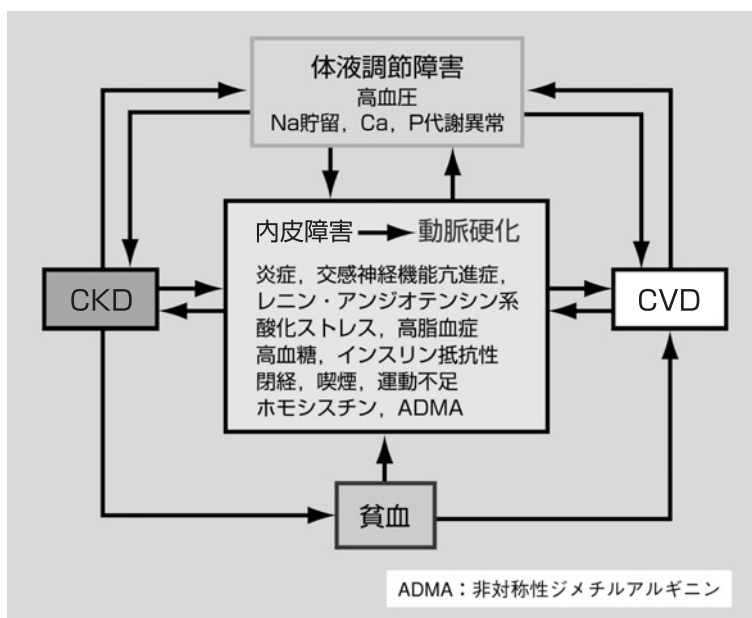 体液調節障害
高血圧
Na貯留，Ca，P代謝異常
内皮障害
動脈硬化
炎症，交感神経機能亢進症，
レニン・アンジオテンシン系
酸化ストレス，高脂血症
高血糖，インスリン抵抗性
閉経，喫煙，運動不足
ホモシスチン，ADMA
CKD
CVD
貧血
ADMA：非対称性ジメチルアルギニン